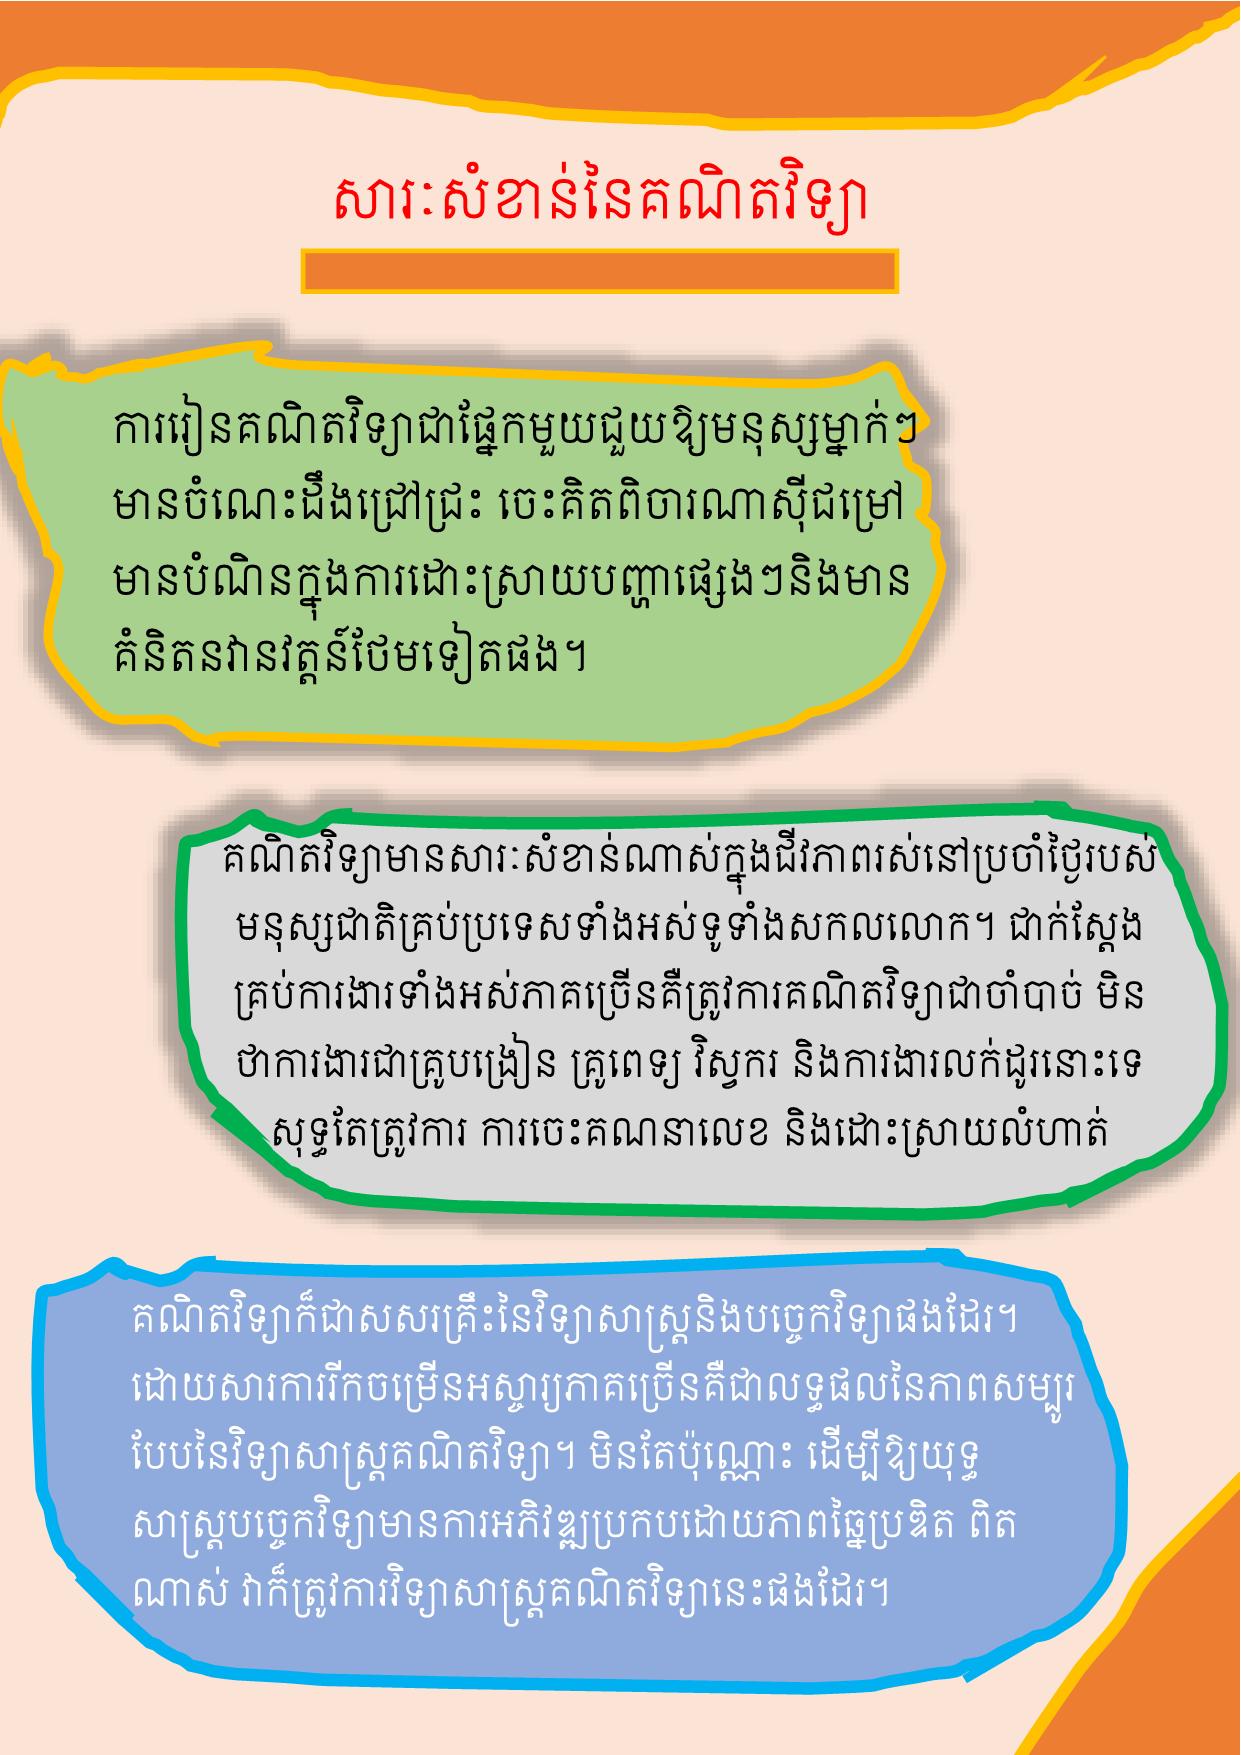 សារៈសំខាន់នៃគណិតវិទ្យា
ការរៀនគណិតវិទ្យាជាផ្នែកមួយជួយឱ្យមនុស្សម្នាក់ៗ
មានចំណេះដឹងជ្រៅជ្រះ ចេះគិតពិចារណាស៊ីជម្រៅ
មានបំណិនក្នុងការដោះស្រាយបញ្ហាផ្សេងៗនិងមាន
គំនិតនវានវត្តន៍ថែមទៀតផង។
គណិតវិទ្យាមានសារៈសំខាន់ណាស់ក្នុងជីវភាពរស់នៅប្រចាំថ្ងៃរបស់
មនុស្សជាតិគ្រប់ប្រទេសទាំងអស់ទូទាំងសកលលោក។ ជាក់ស្តែង
គ្រប់ការងារទាំងអស់ភាគច្រើនគឺត្រូវការគណិតវិទ្យាជាចាំបាច់ មិន
ថាការងារជាគ្រូបង្រៀន គ្រូពេទ្យ វិស្វករ និងការងារលក់ដូរនោះទេ
សុទ្ធតែត្រូវការ ការចេះគណនាលេខ និងដោះស្រាយលំហាត់
គណិតវិទ្យាក៏ជាសសរគ្រឹះនៃវិទ្យាសាស្ត្រនិងបច្ចេកវិទ្យាផងដែរ។
ដោយសារការរីកចម្រើនអស្ចារ្យភាគច្រើនគឺជាលទ្ធផលនៃភាពសម្បូរ
បែបនៃវិទ្យាសាស្ត្រគណិតវិទ្យា។ មិនតែប៉ុណ្ណោះ ដើម្បីឱ្យយុទ្ធ
សាស្ត្របច្ចេកវិទ្យាមានការអភិវឌ្ឍប្រកបដោយភាពឆ្នៃប្រឌិត ពិត
ណាស់ វាក៏ត្រូវការវិទ្យាសាស្ត្រគណិតវិទ្យានេះផងដែរ។